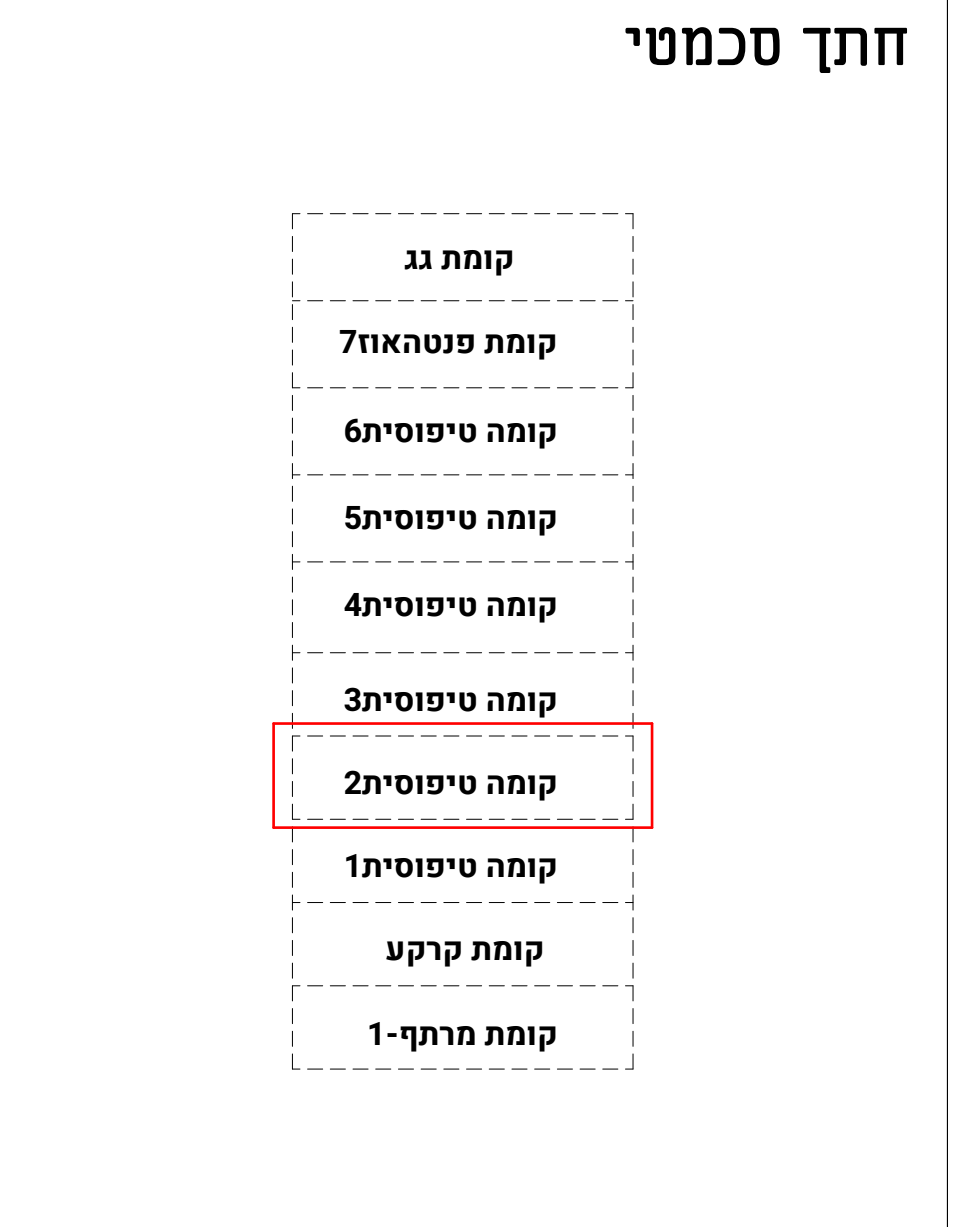 חתך סכמטי
קומת גג
קומת פנטהאוז7
קומה טיפוסית6
קומה טיפוסית5
קומה טיפוסית4
קומה טיפוסית3
קומה טיפוסית2
קומה טיפוסית1
קומת קרקע
קומת מרתף-1